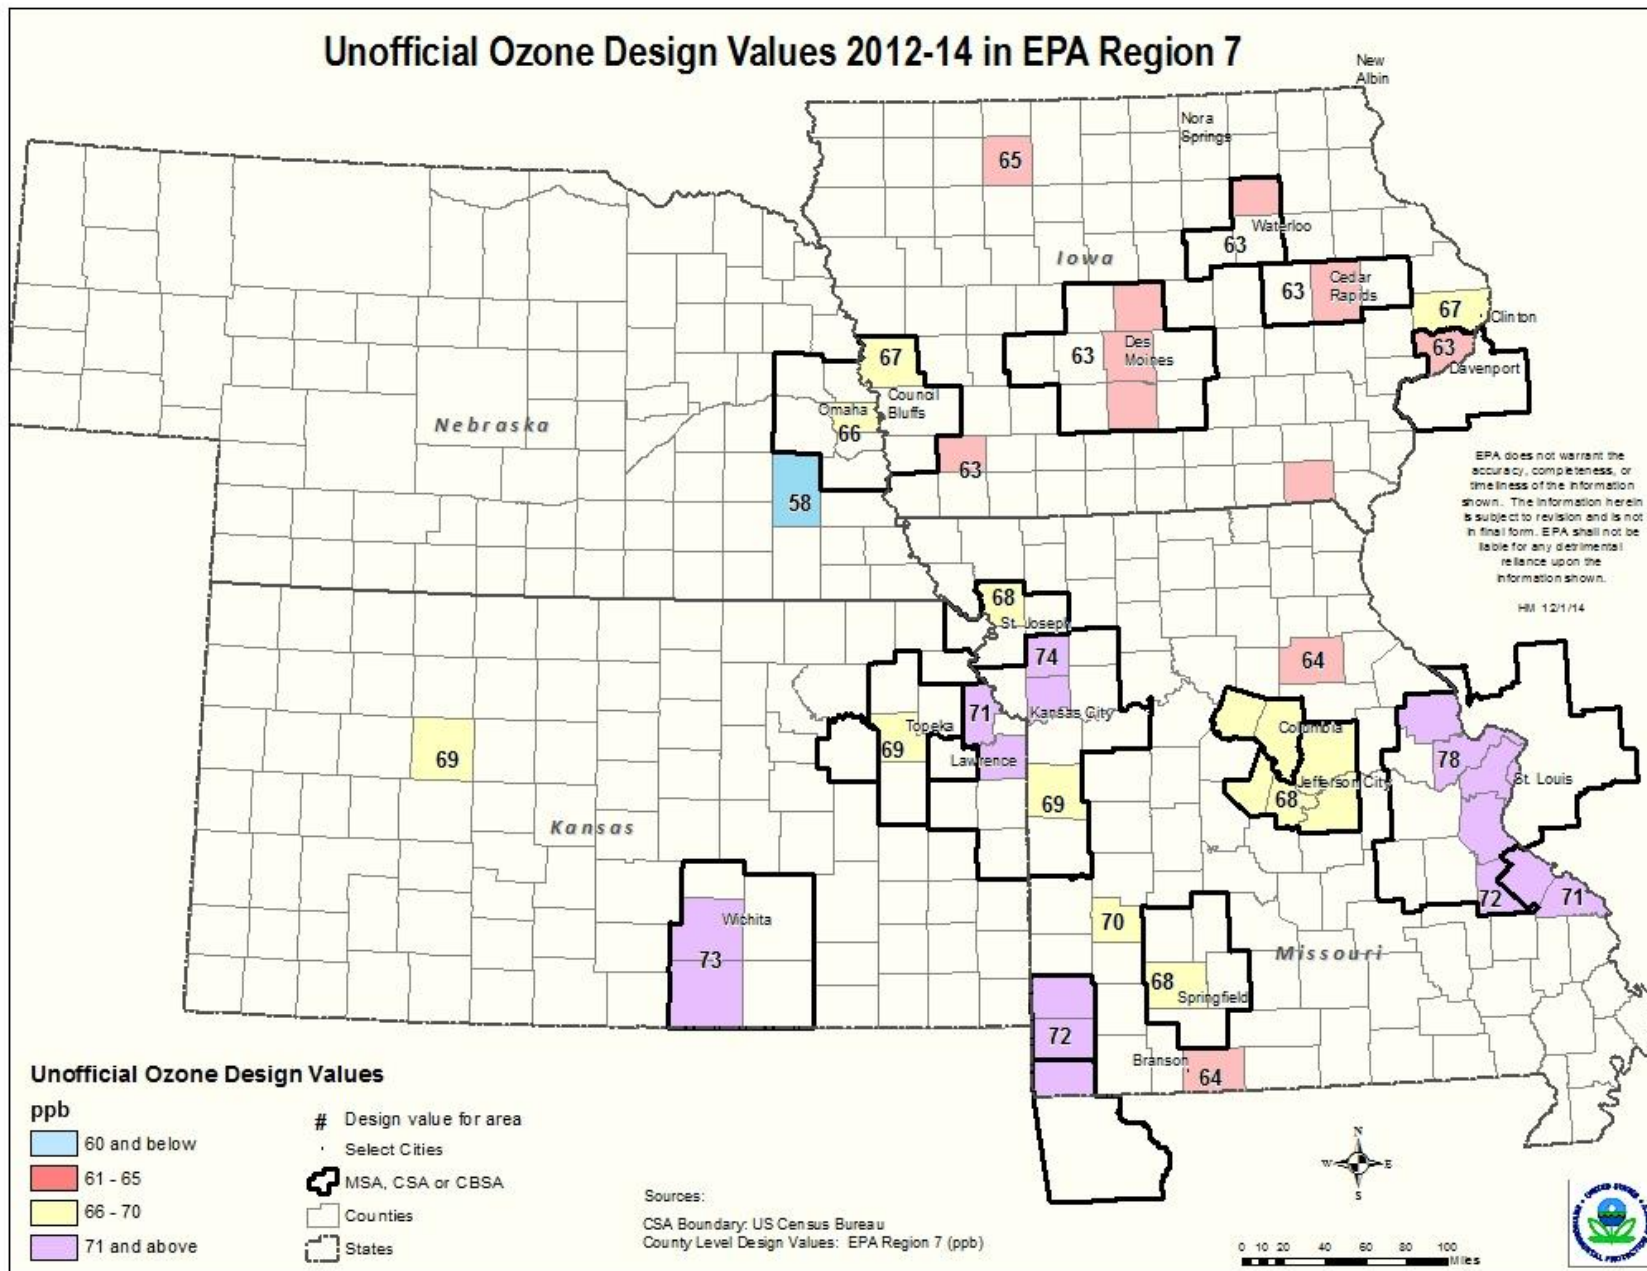 Unofficial Ozone Design Values 2012-14 in EPA Region 7
New
Albin
Nora
Springs
65
Waterloo
63
Iowa
Cedar
Rapids
63
67
Clinton
63
Davenport
Des
Moines
63
67
Council
Bluffs
Omaha
66
Nebraska
63
58
EPA does not warrant the
accuracy, completeness, or
timeliness of the information
shown. The information herein
is subject to revision and is not
in final form. EPA shall not be
liable for any detrimental
reliance upon the
information shown.
HM 12/1/14
68
St. Joseph
74
64
71
Kansas City
Topeka
69
Lawrence
69
Columbia
Jefferson City
68
78
St. Louis
69
Kansas
72
71
Wichita
73
70
Missouri
68
Springfield
72
Branson
64
Unofficial Ozone Design Values
ppb
60 and below
61 - 65
66 - 70
71 and above
# Design value for area
Select Cities
MSA, CSA or CBSA
Counties
States
Sources:
CSA Boundary: US Census Bureau
County Level Design Values: EPA Region 7 (ppb)
N
W E
S
0 10 20 40 60 80 100
Miles
UNITED STATES